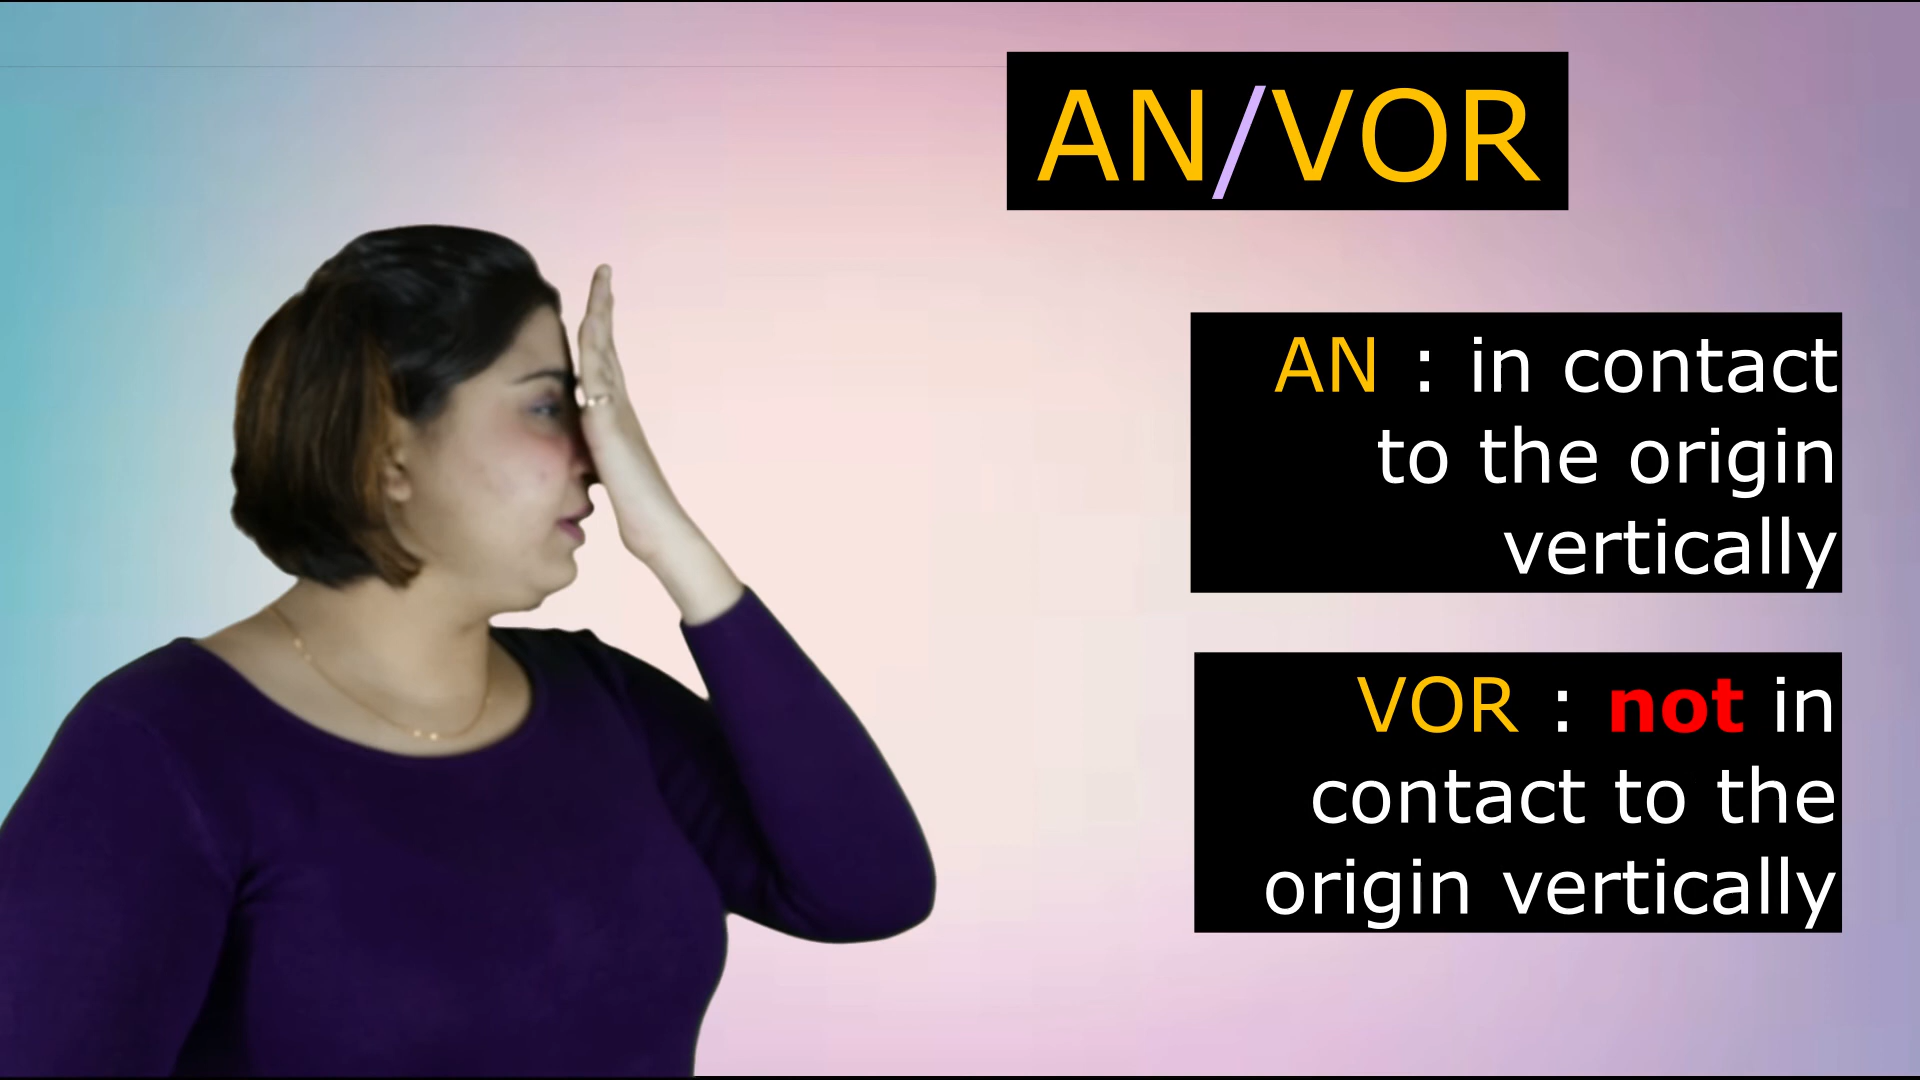 AN/VOR
AN : in contact
to the origin
vertically
VOR : not in
contact to the
origin vertically